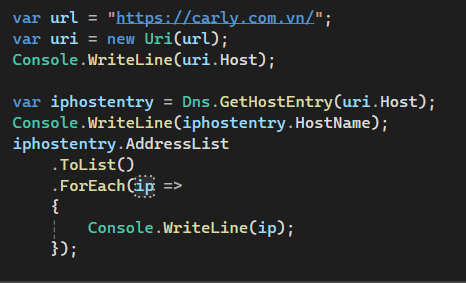 var url = "https://carly.com.vn/";
var uri = new Uri(url);
Console.WriteLine(uri.Host);
var iphostentry = Dns.GetHostEntry(uri.Host);
Console.WriteLine(iphostentry.HostName);
iphostentry.AddressList
.ToList()
.ForEach(ip =>
{
Console.WriteLine(ip);
});